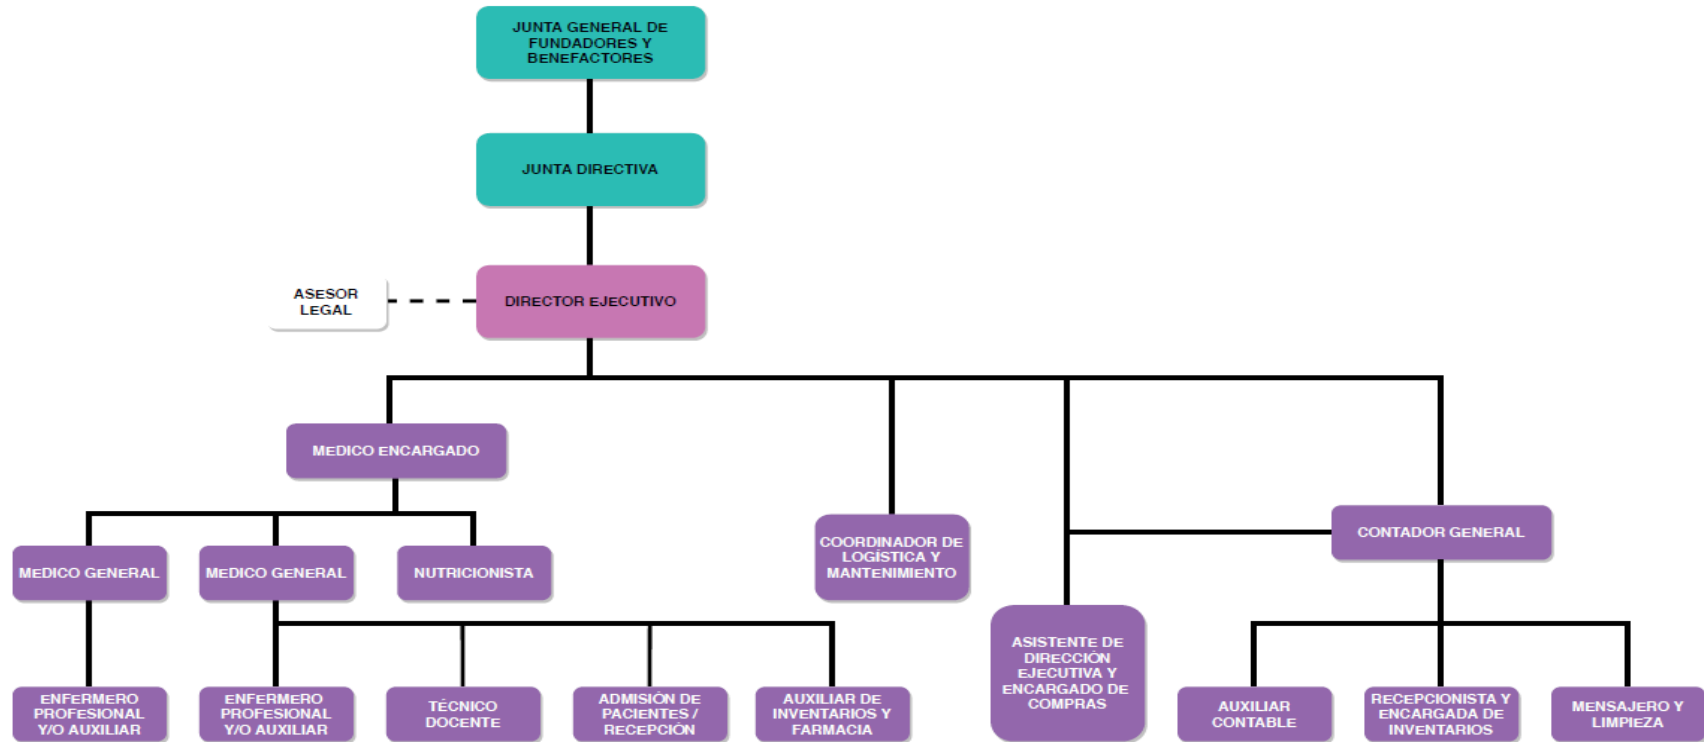 JUNTA GENERAL DE
FUNDADORES Y
BENEFACTORES
JUNTA DIRECTIVA
ASESOR
LEGAL
DIRECTOR EJECUTIVO
MEDICO ENCARGADO
MEDICO GENERAL
MEDICO GENERAL
NUTRICIONISTA
COORDINADOR DE
LOGÍSTICA Y
MANTENIMIENTO
CONTADOR GENERAL
ASISTENTE DE
DIRECCIÓN
EJECUTIVA Y
ENCARGADO DE
COMPRAS
ENFERMERO
PROFESIONAL
Y/O AUXILIAR
ENFERMERO
PROFESIONAL
Y/O AUXILIAR
TÉCNICO
DOCENTE
ADMISIÓN DE
PACIENTES /
RECEPCIÓN
AUXILIAR DE
INVENTARIOS Y
FARMACIA
AUXILIAR
CONTABLE
RECEPCIONISTA Y
ENCARGADA DE
INVENTARIOS
MENSAJERO Y
LIMPIEZA